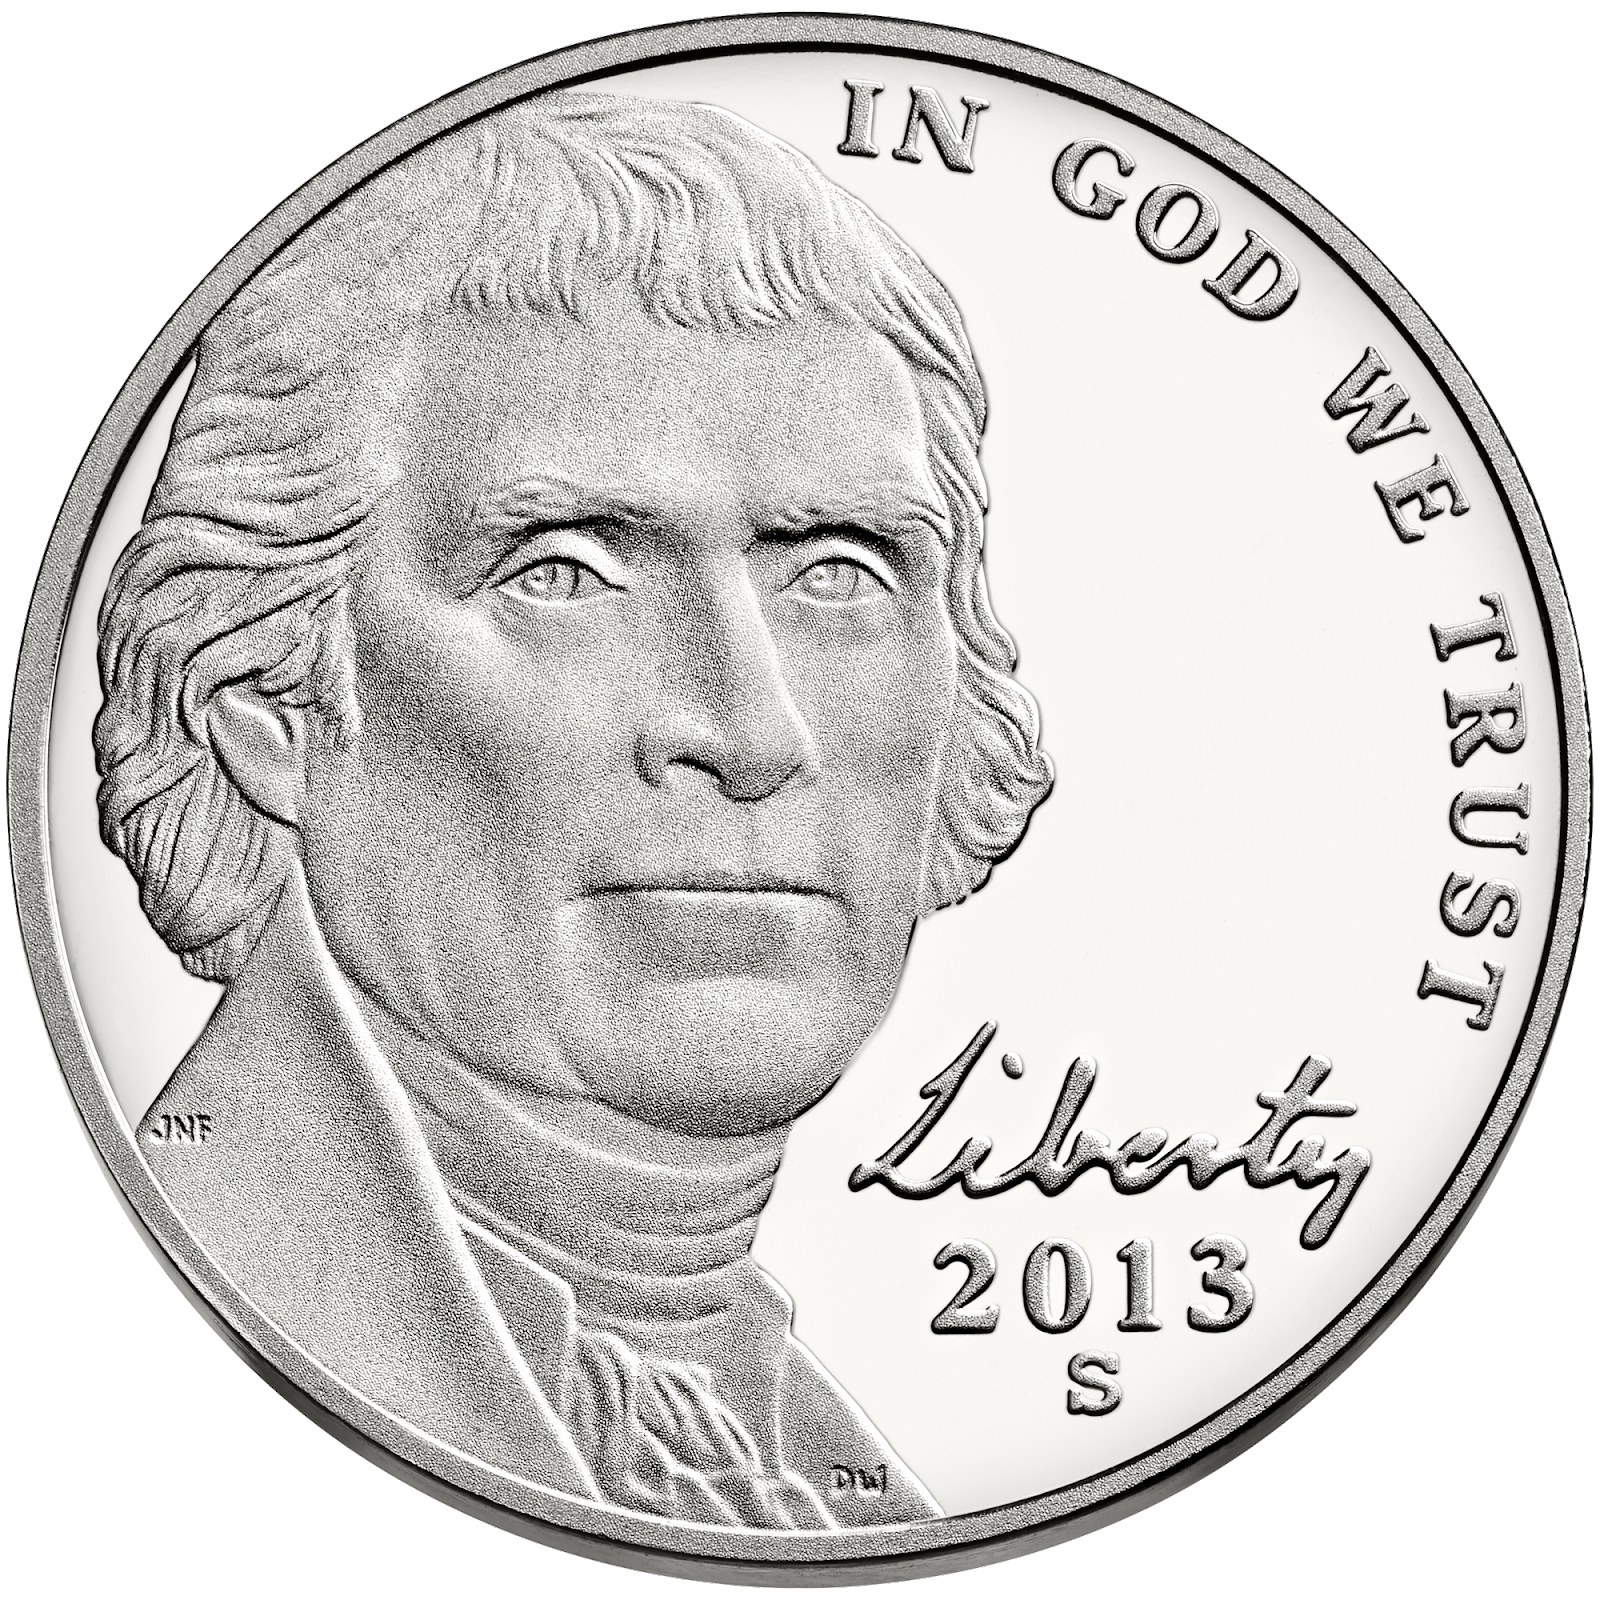 IN GOD WE TRUST
Liberty
2013
S
JNF
DW